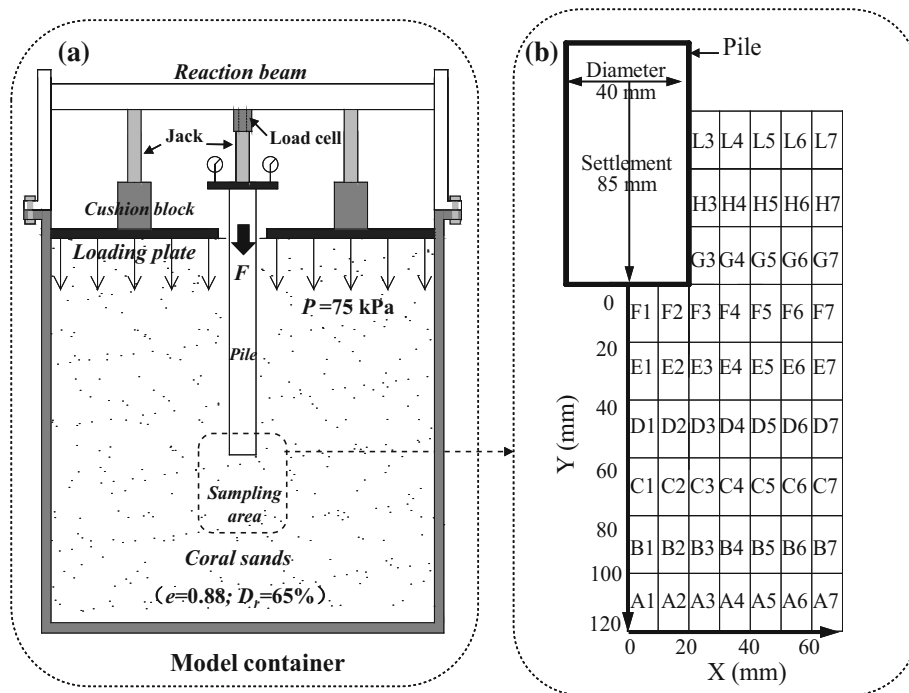 (a)
Reaction beam
Jack
Load cell
Cushion block
Loading plate
F
P =75 kPa
Pile
Sampling
area
Coral sands
(e=0.88; Dr=65%)
Model container
(b)
Pile
Diameter
40 mm
Settlement
85 mm
L3 L4 L5 L6 L7
H3 H4 H5 H6 H7
G3 G4 G5 G6 G7
0
F1 F2 F3 F4 F5 F6 F7
20
E1 E2 E3 E4 E5 E6 E7
40
D1 D2 D3 D4 D5 D6 D7
60
C1 C2 C3 C4 C5 C6 C7
80
B1 B2 B3 B4 B5 B6 B7
100
A1 A2 A3 A4 A5 A6 A7
120
Y (mm)
0 20 40 60
X (mm)